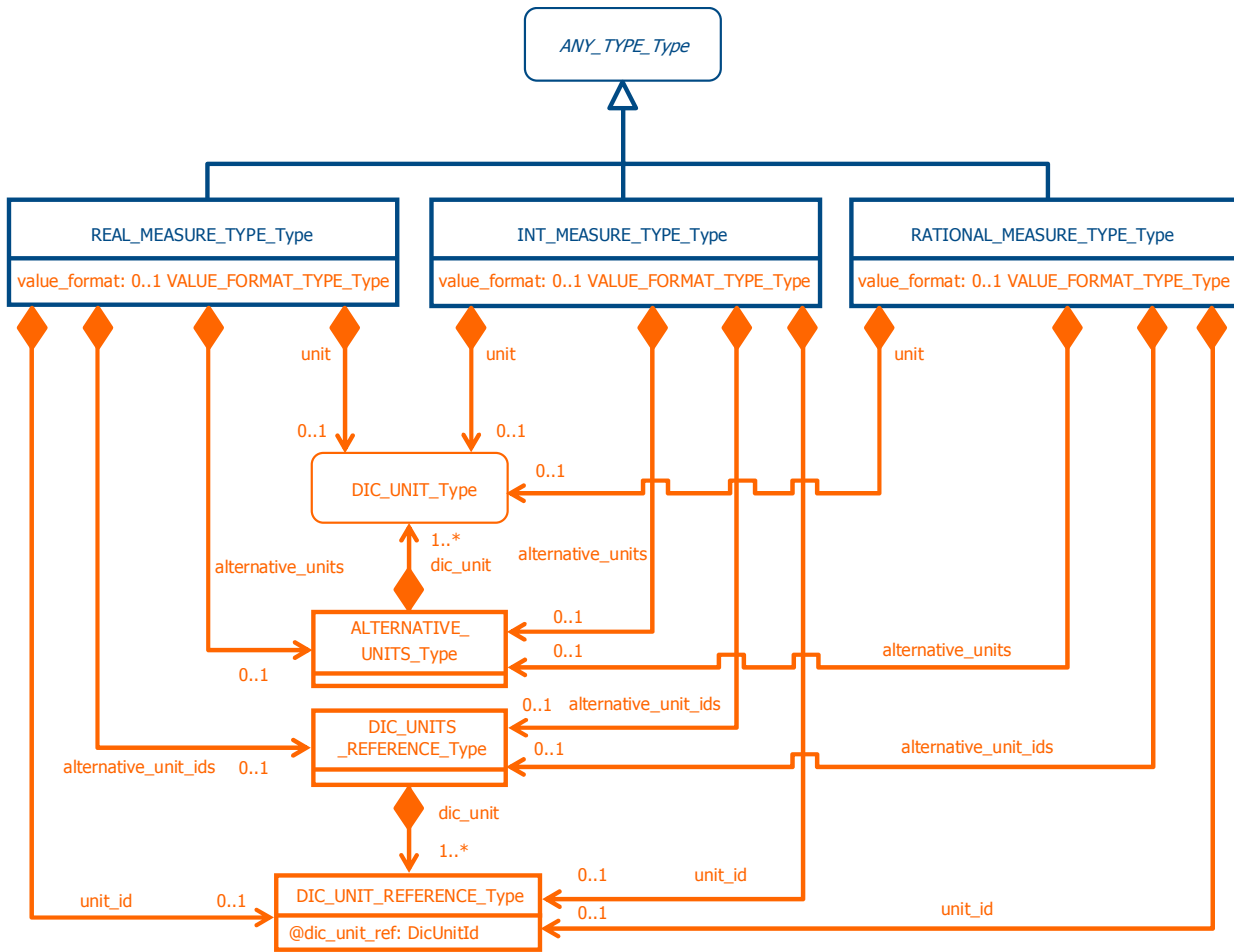 ANY_TYPE_Type
REAL_MEASURE_TYPE_Type
value_format: 0..1 VALUE_FORMAT_TYPE_Type
INT_MEASURE_TYPE_Type
value_format: 0..1 VALUE_FORMAT_TYPE_Type
RATIONAL_MEASURE_TYPE_Type
value_format: 0..1 VALUE_FORMAT_TYPE_Type
unit
unit
unit
0..1
0..1
0..1
DIC_UNIT_Type
1..*
dic_unit
alternative_units
alternative_units
ALTERNATIVE_
UNITS_Type
0..1
0..1
0..1
alternative_units
0..1
alternative_unit_ids
DIC_UNITS
_REFERENCE_Type
0..1
alternative_unit_ids
alternative_unit_ids
0..1
dic_unit
1..*
0..1
unit_id
unit_id
0..1
DIC_UNIT_REFERENCE_Type
@dic_unit_ref: DicUnitId
0..1
unit_id